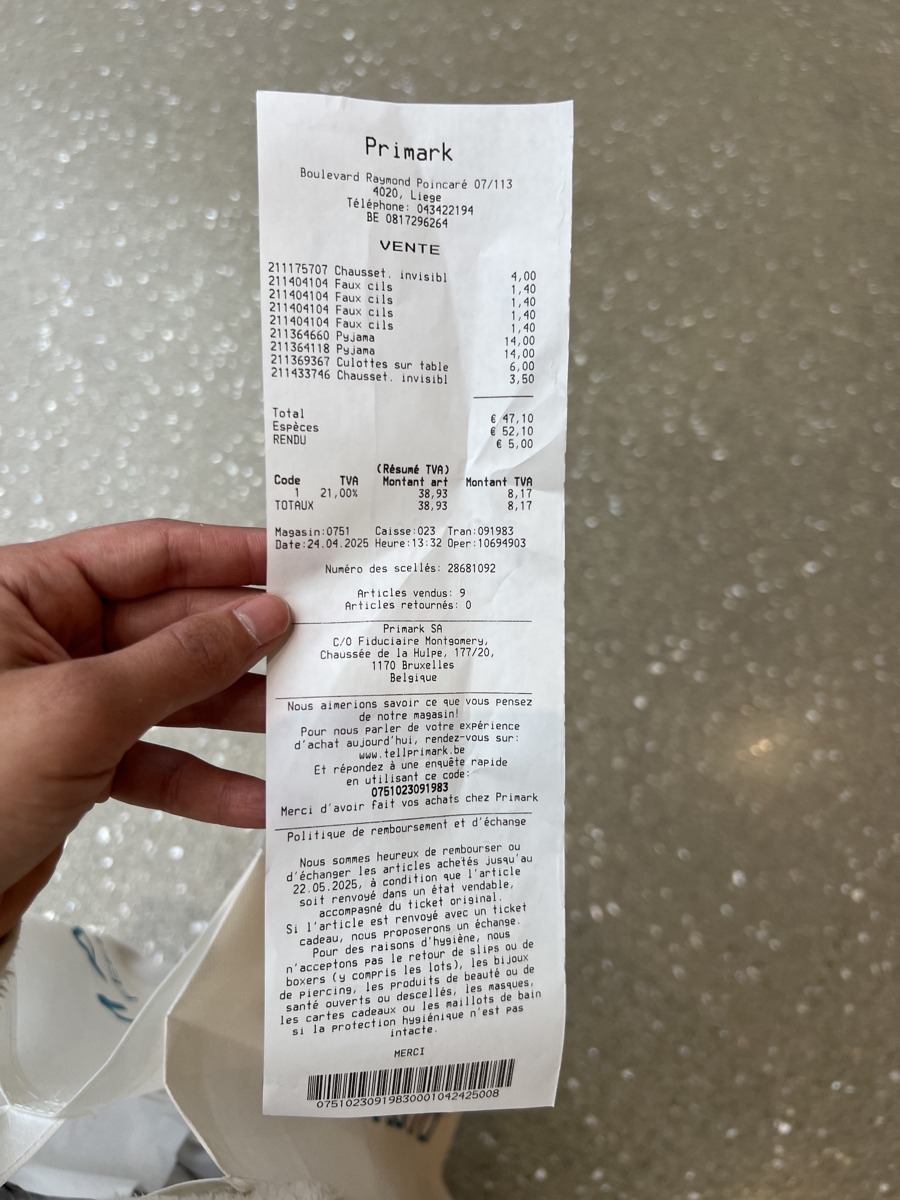 Primark
Boulevard Raymond Poincaré 07/113
4020, Liege
Téléphone: 043422194
BE 0817296264
VENTE
211175707 Chausset. invisibl 4,00
211404104 Faux cils 1,40
211404104 Faux cils 1,40
211404104 Faux cils 1,40
211404104 Faux cils 1,40
211364660 Pyjama 14,00
211364118 Pyjama 14,00
211369367 Culottes sur table 6,00
211433746 Chausset. invisibl 3,50
Total € 47,10
Espèces € 52,10
RENDU € 5,00
(Résumé TVA)
Code TVA Montant art Montant TVA
1 21,00% 38,93 8,17
TOTAUX 38,93 8,17
Magasin:0751 Caisse:023 Tran:091983
Date:24.04.2025 Heure:13:32 Oper:10694903
Numéro des scellés: 28681092
Articles vendus: 9
Articles retournés: 0
Primark SA
C/O Fiduciaire Montgomery,
Chaussée de la Hulpe, 177/20,
1170 Bruxelles
Belgique
Nous aimerions savoir ce que vous pensez
de notre magasin!
Pour nous parler de votre expérience
d'achat aujourd'hui, rendez-vous sur:
www.tellprimark.be
Et répondez à une enquête rapide
en utilisant ce code:
0751023091983
Merci d'avoir fait vos achats chez Primark
Politique de remboursement et d'échange
Nous sommes heureux de rembourser ou
d'échanger les articles achetés jusqu'au
22.05.2025, à condition que l'article
soit renvoyé dans un état vendable,
accompagné du ticket original.
Si l'article est renvoyé avec un ticket
cadeau, nous proposerons un échange.
Pour des raisons d'hygiène, nous
n'acceptons pas le retour de slips ou de
boxers (y compris les lots), les bijoux
de piercing, les produits de beauté ou de
santé ouverts ou descellés, les masques,
les cartes cadeaux ou les maillots de bain
si la protection hygiénique n'est pas
intacte.
MERCI
07510230919830001042425008